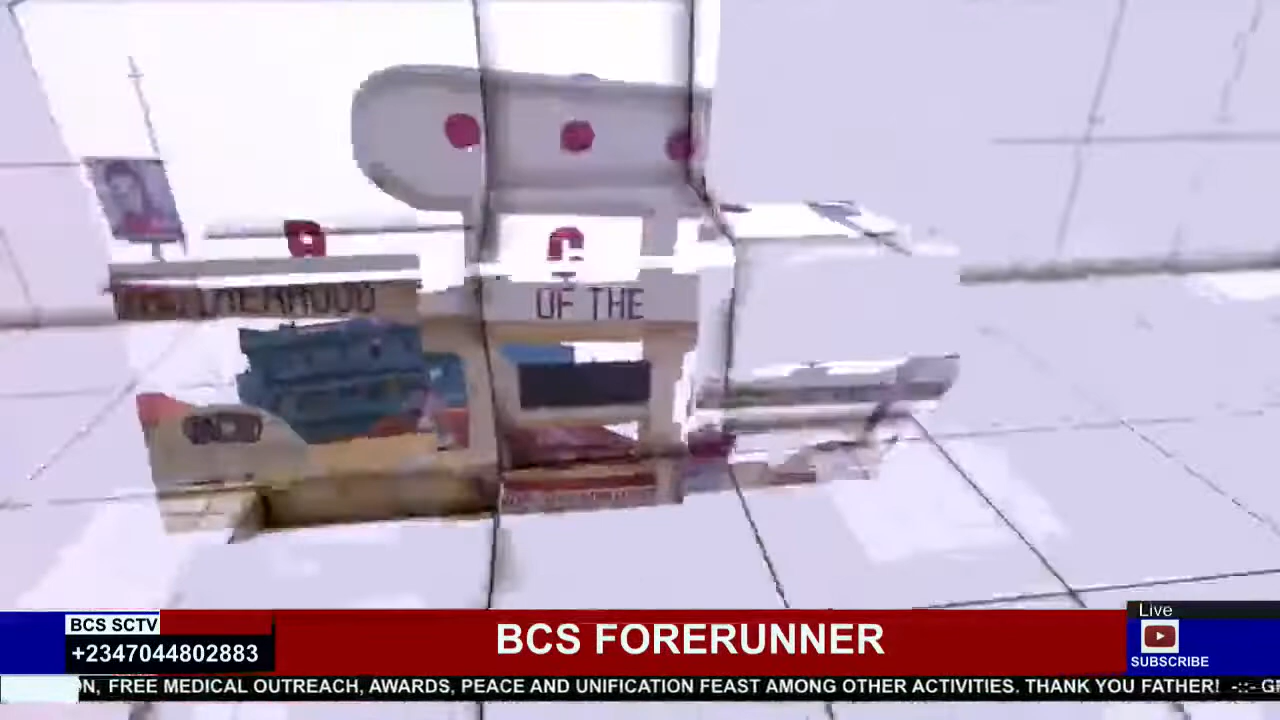 B
C
OF THE
BCS SCTV
+2347044802883
BCS FORERUNNER
Live
SUBSCRIBE
N, FREE MEDICAL OUTREACH, AWARDS, PEACE AND UNIFICATION FEAST AMONG OTHER ACTIVITIES. THANK YOU FATHER! -::- G